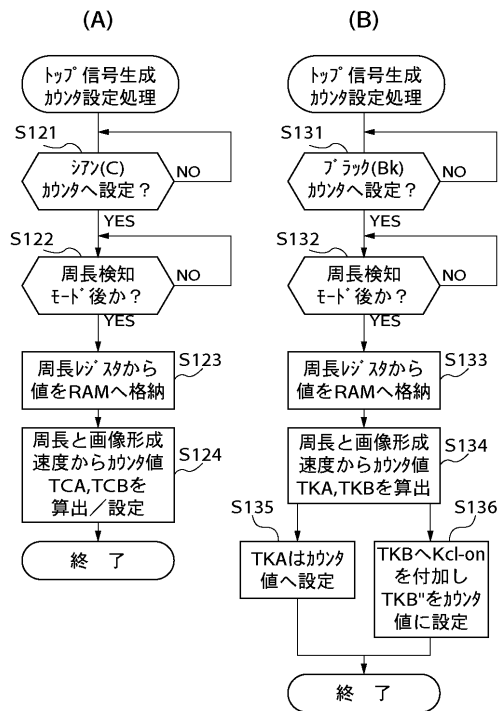 (A)
ﾄｯﾌﾟ信号生成
ｶｳﾝﾀ設定処理
S121
ｼｱﾝ(C)
ｶｳﾝﾀへ設定？
NO
YES
S122
周長検知
ﾓｰﾄﾞ後か？
NO
YES
周長ﾚｼﾞｽﾀから
値をRAMへ格納
S123
周長と画像形成
速度からｶｳﾝﾀ値
TCA,TCBを
算出／設定
S124
終 了
(B)
ﾄｯﾌﾟ信号生成
ｶｳﾝﾀ設定処理
S131
ﾌﾞﾗｯｸ(Bk)
ｶｳﾝﾀへ設定？
NO
YES
S132
周長検知
ﾓｰﾄﾞ後か？
NO
YES
周長ﾚｼﾞｽﾀから
値をRAMへ格納
S133
周長と画像形成
速度からｶｳﾝﾀ値
TKA,TKBを算出
S134
S135
TKAはｶｳﾝﾀ
値へ設定
S136
TKBへKcl-on
を付加し
TKB"をｶｳﾝﾀ
値に設定
終 了